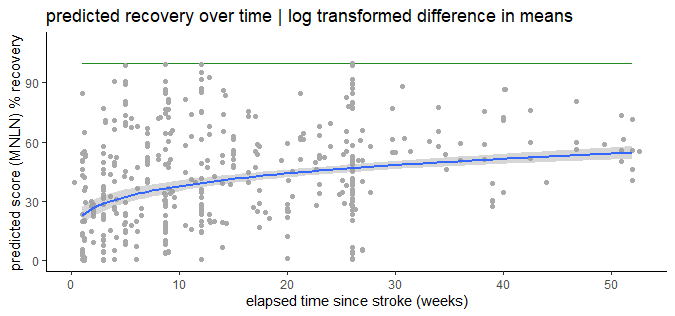 predicted recovery over time | log transformed difference in means
predicted score (MNLN) % recovery
90
60
30
0
0 10 20 30 40 50
elapsed time since stroke (weeks)